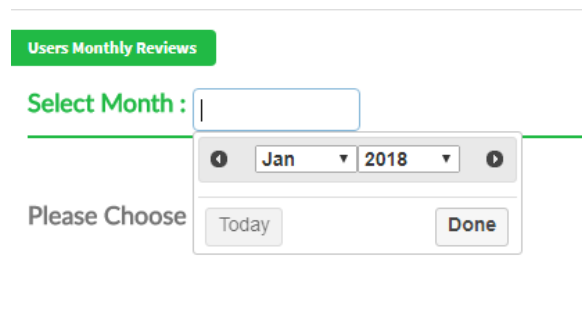 Users Monthly Reviews
Select Month :
Jan 2018
Please Choose
Today Done